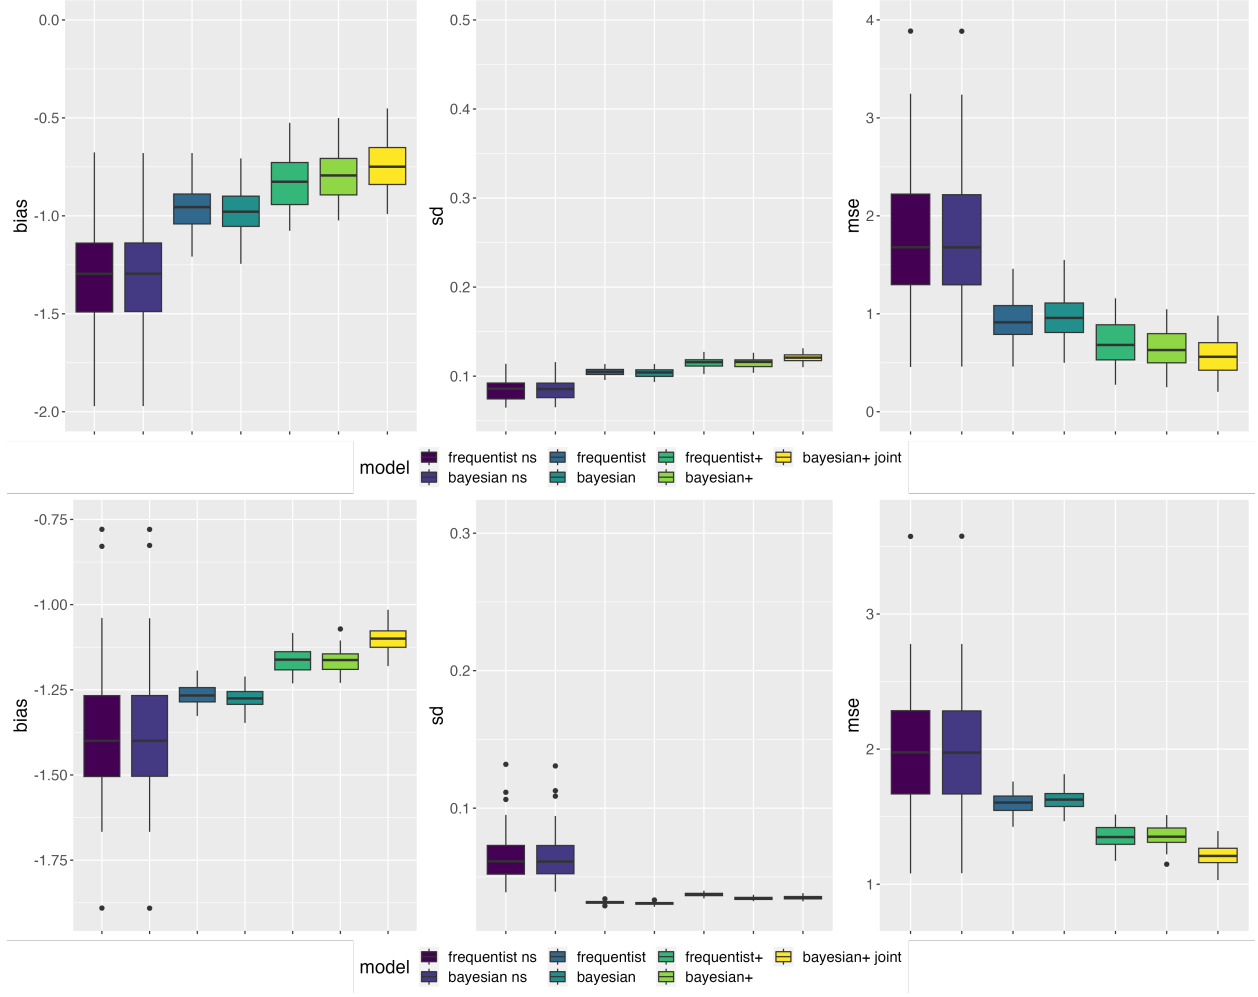 bias
0.0
-0.5
-1.0
-1.5
-2.0
sd
0.5
0.4
0.3
0.2
0.1
mse
4
3
2
1
0
model
frequentist ns
frequentist
frequentist+
bayesian+ joint
bayesian ns
bayesian
bayesian+
bias
-0.75
-1.00
-1.25
-1.50
-1.75
sd
0.3
0.2
0.1
mse
3
2
1
model
frequentist ns
frequentist
frequentist+
bayesian+ joint
bayesian ns
bayesian
bayesian+